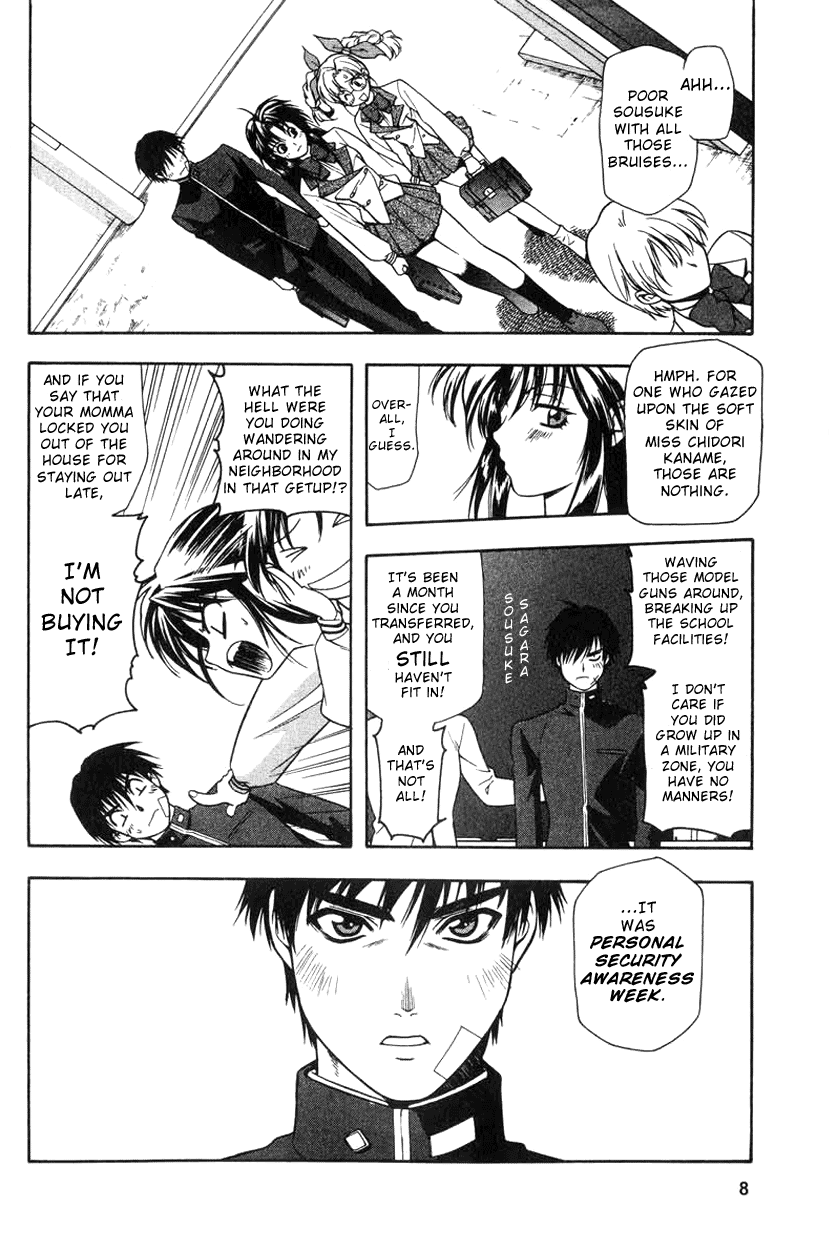 AHH...
POOR
SOUSUKE
WITH ALL
THOSE
BRUISES...
HMPH. FOR
ONE WHO GAZED
UPON THE SOFT
SKIN OF
MISS CHIDORI
KANAME,
THOSE ARE
NOTHING.
OVER-
ALL,
I
GUESS.
WAVING
THOSE MODEL
GUNS AROUND,
BREAKING UP
THE SCHOOL
FACILITIES!
I DON'T
CARE IF
YOU DID
GROW UP IN
A MILITARY
ZONE, YOU
HAVE NO
MANNERS!
SAGARA
SOUSUKE
IT'S BEEN
A MONTH
SINCE YOU
TRANSFERRED,
AND YOU
STILL
HAVEN'T
FIT IN!
AND
THAT'S
NOT
ALL!
WHAT THE
HELL WERE
YOU DOING
WANDERING
AROUND IN MY
NEIGHBORHOOD
IN THAT GETUP!?
AND IF YOU
SAY THAT
YOUR MOMMA
LOCKED YOU
OUT OF THE
HOUSE FOR
STAYING OUT
LATE,
I'M
NOT
BUYING
IT!
...IT
WAS
PERSONAL
SECURITY
AWARENESS
WEEK.
8